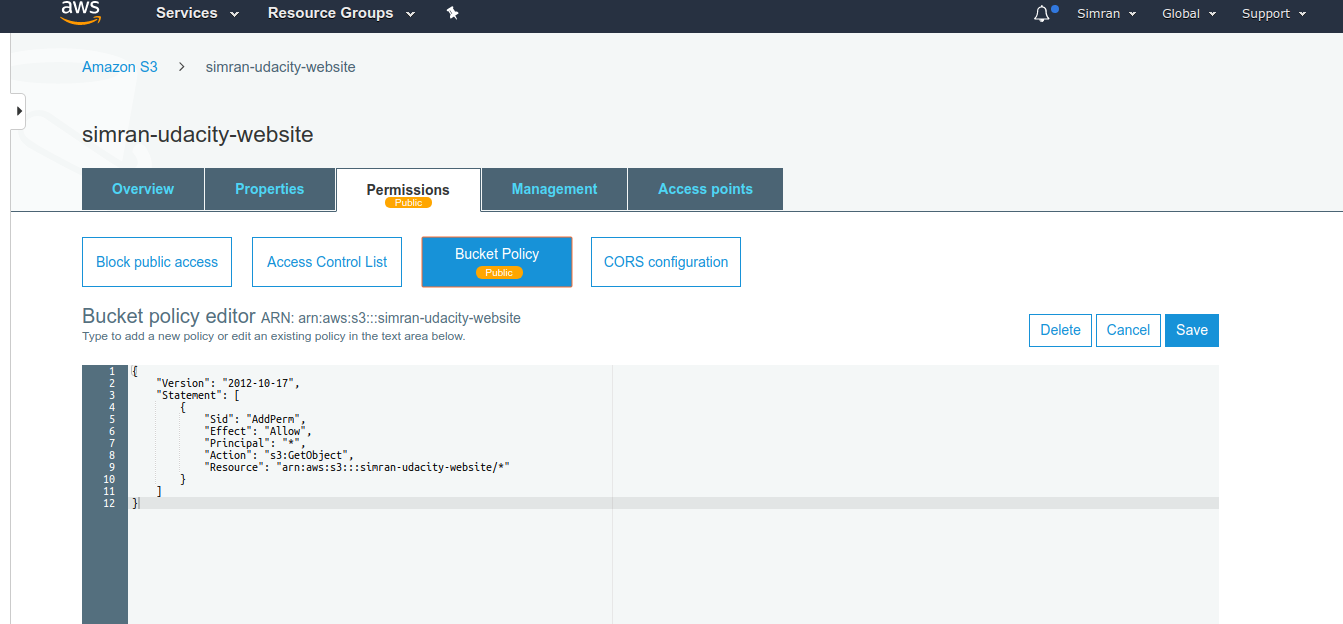 aws Services Resource Groups Simran Global Support
Amazon S3 > simran-udacity-website
simran-udacity-website
Overview Properties Permissions Management Access points
Public
Block public access Access Control List Bucket Policy CORS configuration
Public
Bucket policy editor ARN: arn:aws:s3:::simran-udacity-website
Type to add a new policy or edit an existing policy in the text area below.
Delete Cancel Save
1 {
2 "Version": "2012-10-17",
3 "Statement": [
4 {
5 "Sid": "AddPerm",
6 "Effect": "Allow",
7 "Principal": "*",
8 "Action": "s3:GetObject",
9 "Resource": "arn:aws:s3:::simran-udacity-website/*"
10 }
11 ]
12 }